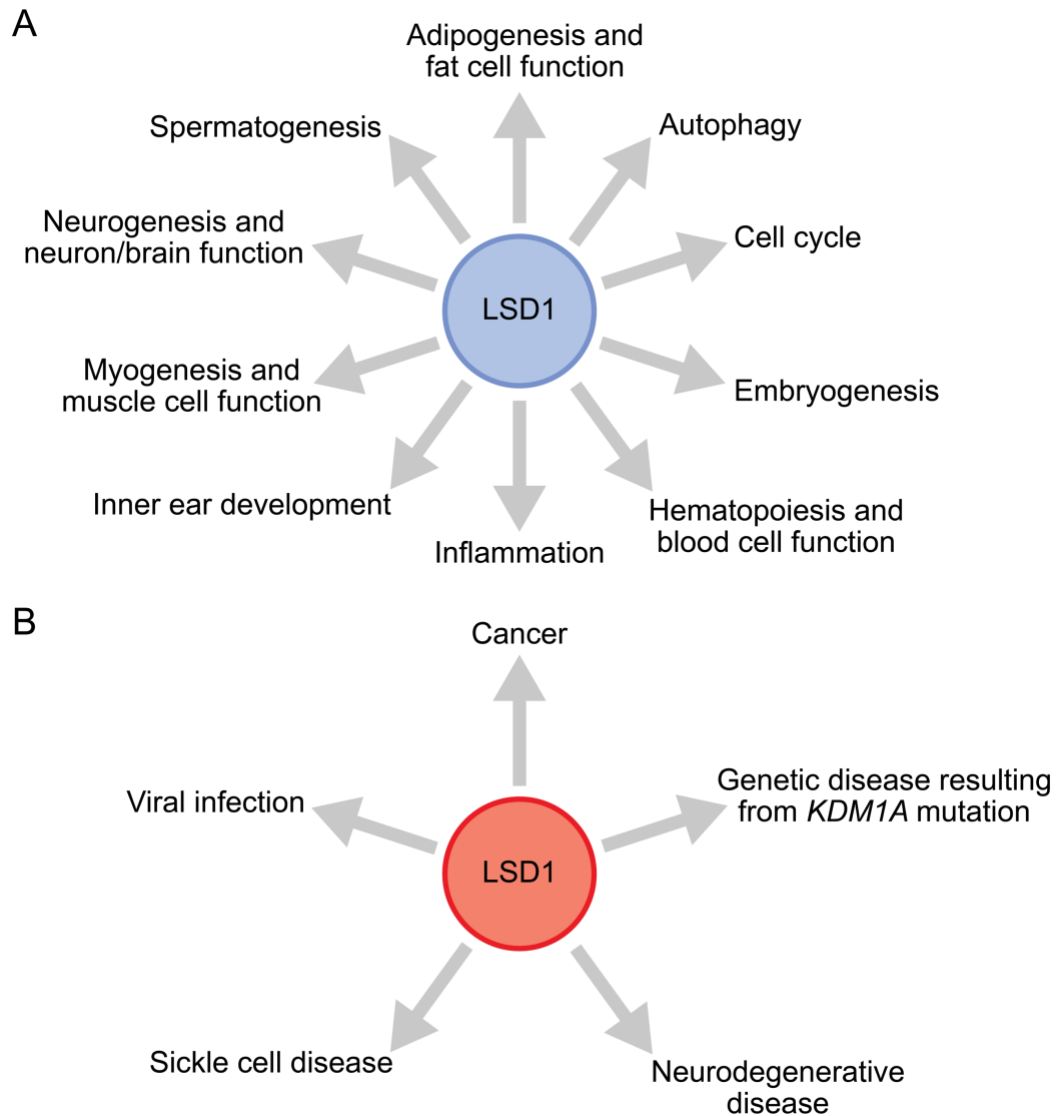 A
Adipogenesis and
fat cell function
Spermatogenesis
Autophagy
Neurogenesis and
neuron/brain function
Cell cycle
LSD1
Myogenesis and
muscle cell function
Embryogenesis
Inner ear development
Hematopoiesis and
blood cell function
Inflammation
B
Cancer
Viral infection
Genetic disease resulting
from KDM1A mutation
LSD1
Sickle cell disease
Neurodegenerative
disease